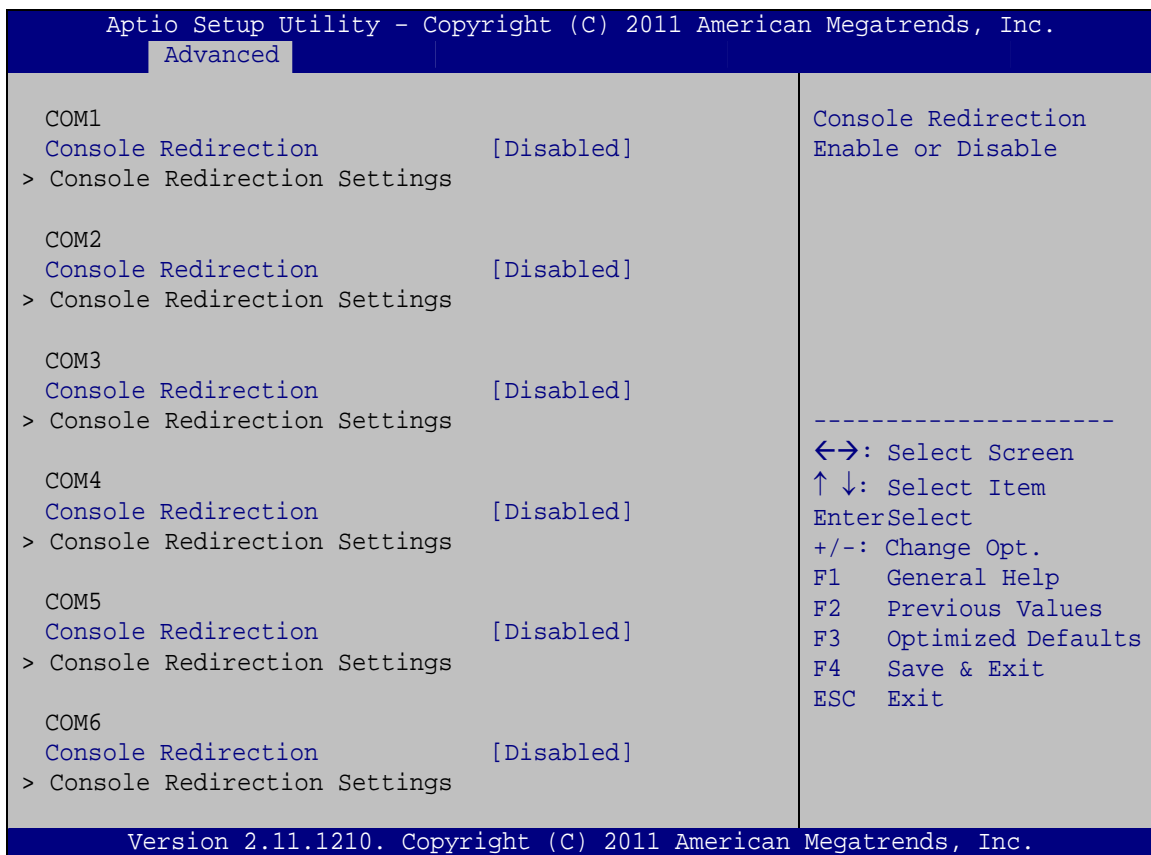 Aptio Setup Utility – Copyright (C) 2011 American Megatrends, Inc.
Advanced
COM1
Console Redirection [Disabled]
> Console Redirection Settings
COM2
Console Redirection [Disabled]
> Console Redirection Settings
COM3
Console Redirection [Disabled]
> Console Redirection Settings
COM4
Console Redirection [Disabled]
> Console Redirection Settings
COM5
Console Redirection [Disabled]
> Console Redirection Settings
COM6
Console Redirection [Disabled]
> Console Redirection Settings
Console Redirection
Enable or Disable
---------------------
←→: Select Screen
↑ ↓: Select Item
EnterSelect
+/-: Change Opt.
F1 General Help
F2 Previous Values
F3 Optimized Defaults
F4 Save & Exit
ESC Exit
Version 2.11.1210. Copyright (C) 2011 American Megatrends, Inc.